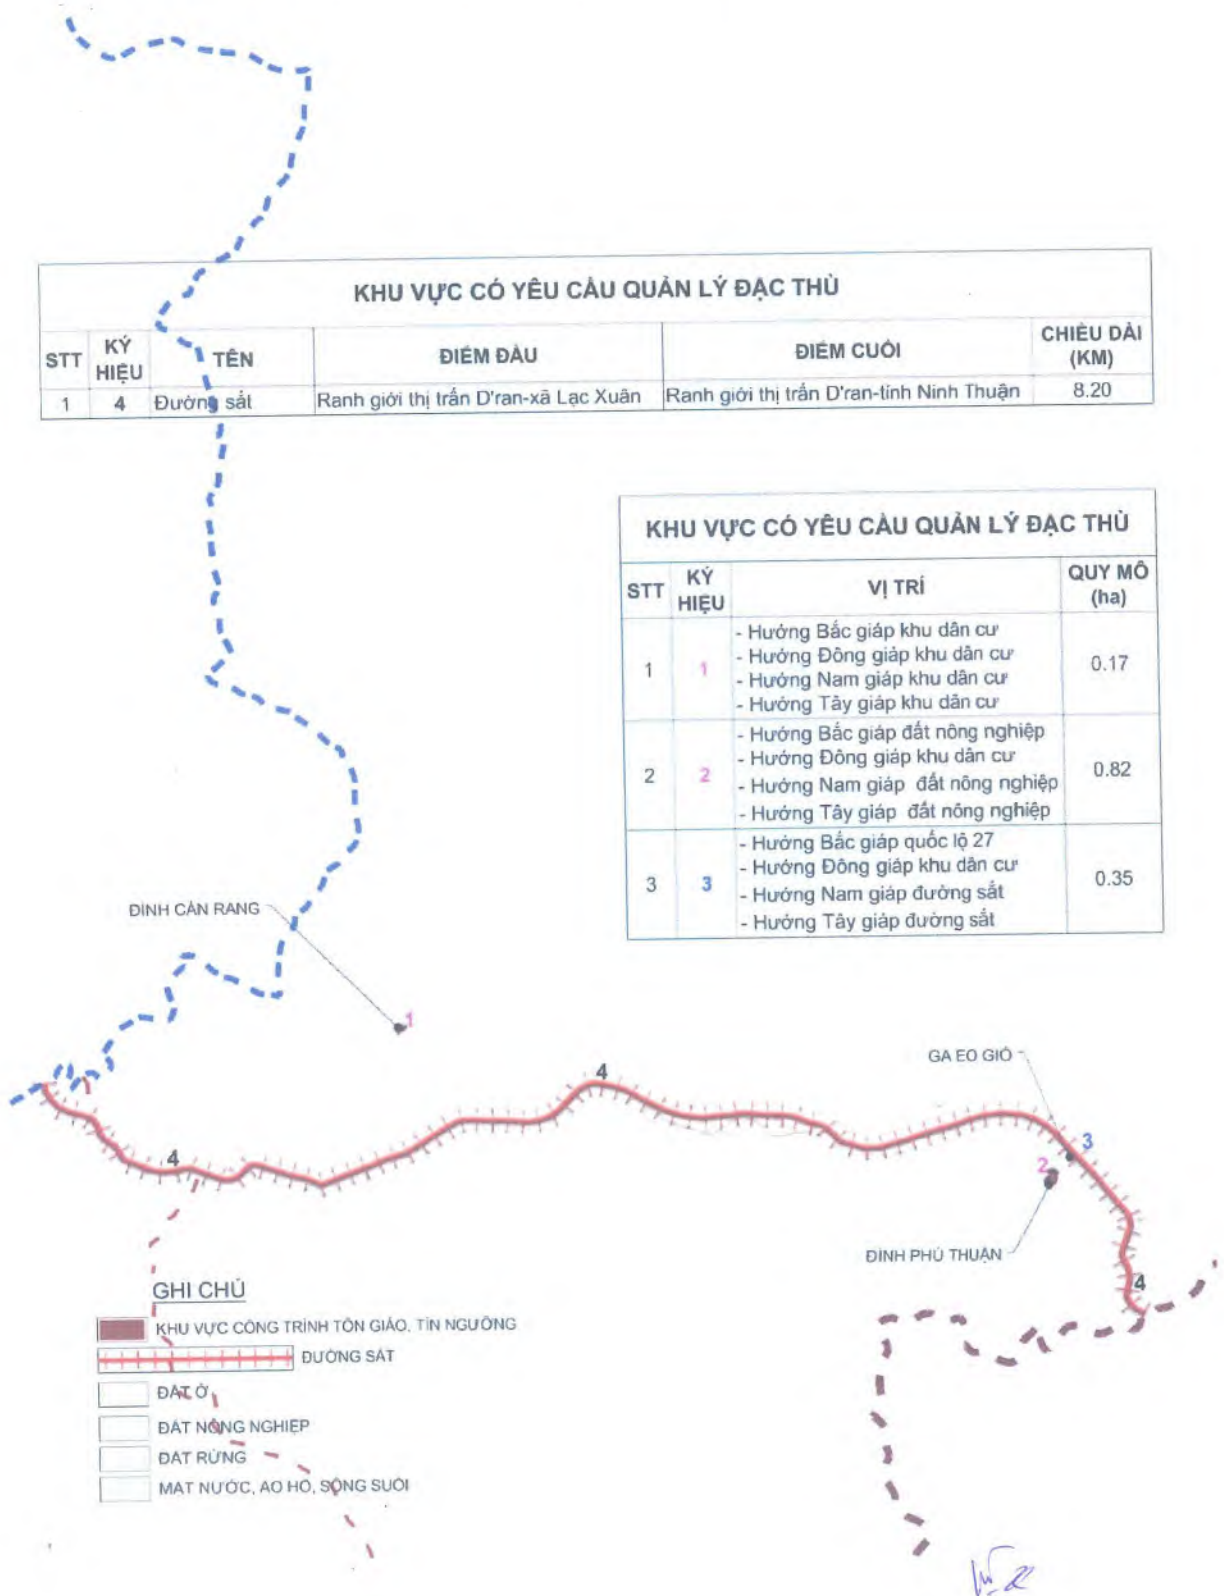 KHU VỰC CÓ YÊU CẦU QUẢN LÝ ĐẶC THÙ
STT KÝ HIỆU TÊN ĐIỂM ĐẦU ĐIỂM CUỐI CHIỀU DÀI (KM)
1 4 Đường sắt Ranh giới thị trấn D'ran-xã Lạc Xuân Ranh giới thị trấn D'ran-tỉnh Ninh Thuận 8.20
KHU VỰC CÓ YÊU CẦU QUẢN LÝ ĐẶC THÙ
STT KÝ HIỆU VỊ TRÍ QUY MÔ (ha)
1 1 0.17
- Hướng Bắc giáp khu dân cư
- Hướng Đông giáp khu dân cư
- Hướng Nam giáp khu dân cư
- Hướng Tây giáp khu dân cư
2 2 0.82
- Hướng Bắc giáp đất nông nghiệp
- Hướng Đông giáp khu dân cư
- Hướng Nam giáp đất nông nghiệp
- Hướng Tây giáp đất nông nghiệp
3 3 0.35
- Hướng Bắc giáp quốc lộ 27
- Hướng Đông giáp khu dân cư
- Hướng Nam giáp đường sắt
- Hướng Tây giáp đường sắt
ĐÌNH CẦN RANG
1
GA EO GIÓ
4
3
4
2
ĐÌNH PHÚ THUẬN
4
GHI CHÚ
KHU VỰC CÔNG TRÌNH TÔN GIÁO, TÍN NGƯỠNG
ĐƯỜNG SẮT
ĐẤT Ở
ĐẤT NÔNG NGHIỆP
ĐẤT RỪNG
MẶT NƯỚC, AO HỒ, SÔNG SUỐI